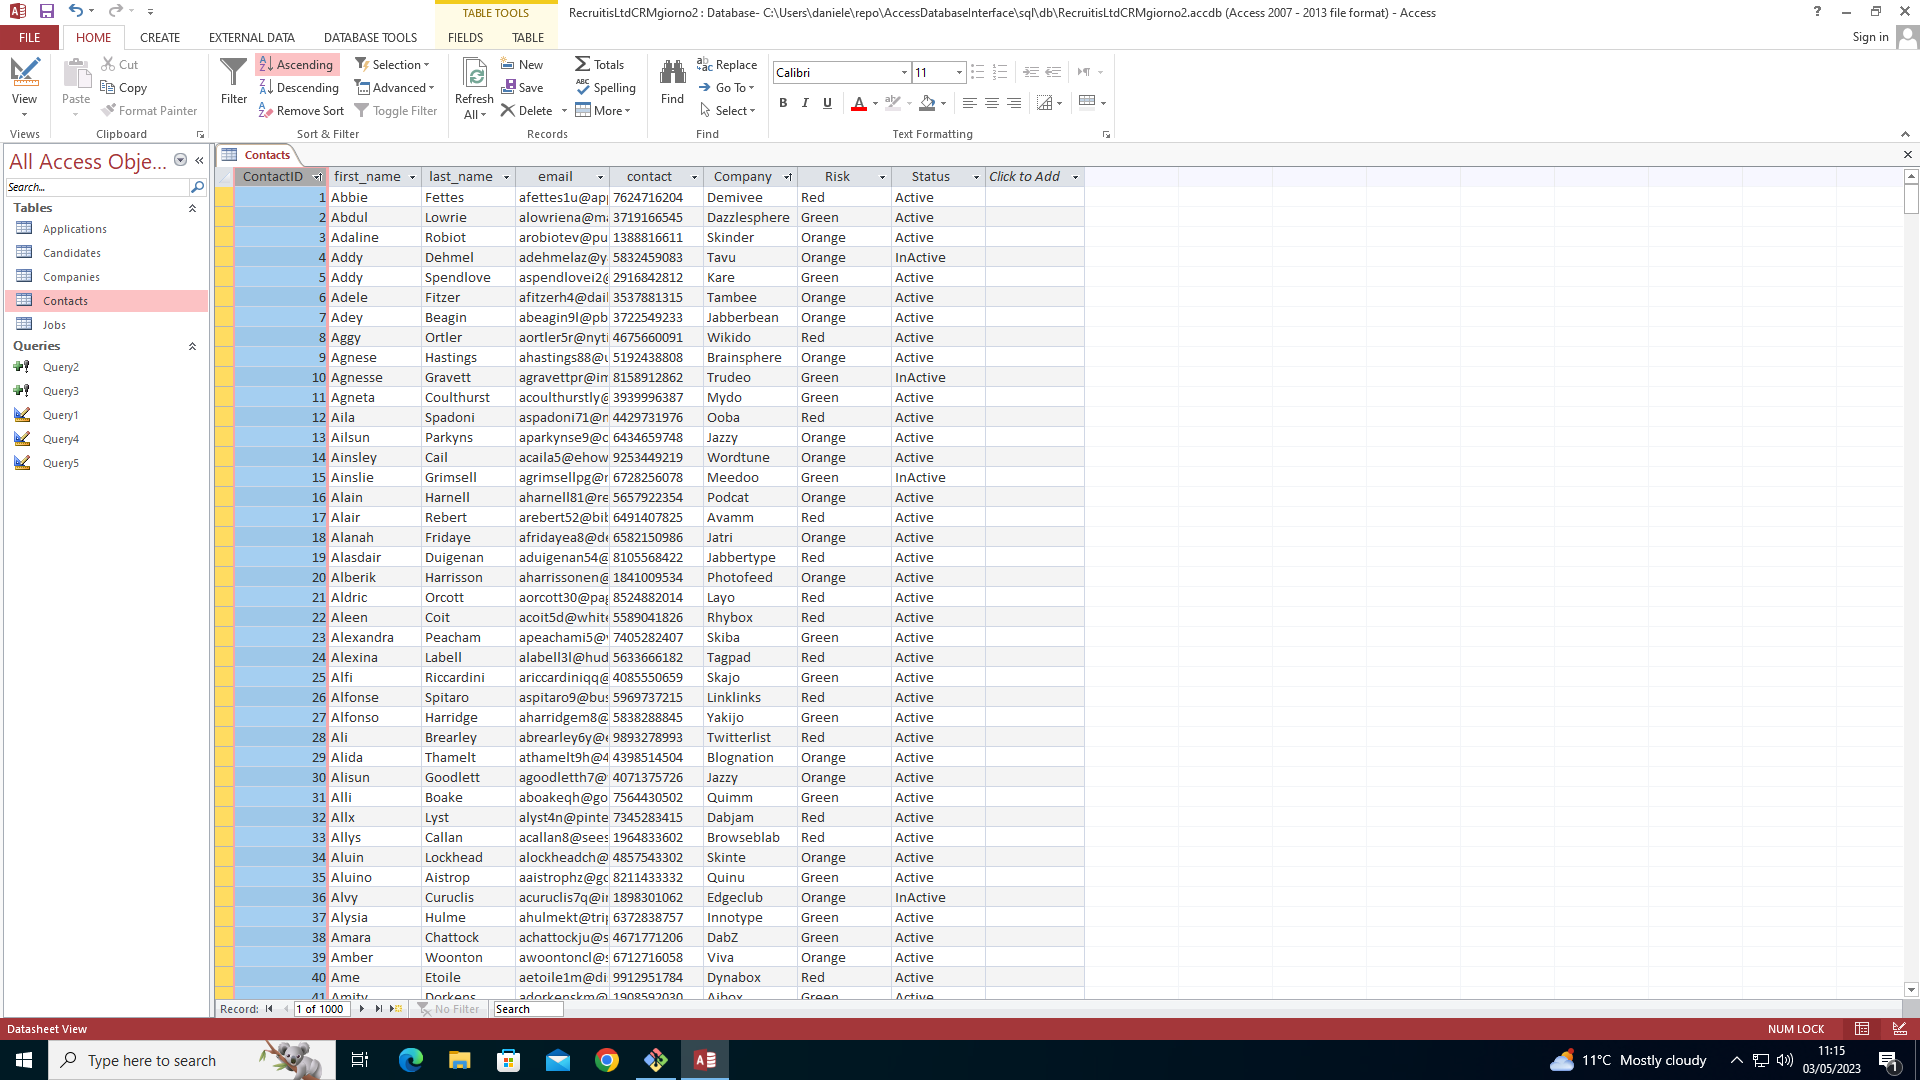 RecruitisLtdCRMgiorno2 : Database- C:\Users\daniele\repo\AccessDatabaseInterface\sql\db\RecruitisLtdCRMgiorno2.accdb (Access 2007 - 2013 file format) - Access
TABLE TOOLS
FILE HOME CREATE EXTERNAL DATA DATABASE TOOLS FIELDS TABLE Sign in
View
Views
Paste
Cut
Copy
Format Painter
Clipboard
Filter
Ascending
Descending
Remove Sort
Selection
Advanced
Toggle Filter
Sort & Filter
Refresh
All
New
Save
Delete
Totals
Spelling
More
Records
Find
Replace
Go To
Select
Find
Calibri 11
B I U
Text Formatting
All Access Obje...
Search...
Tables
Applications
Candidates
Companies
Contacts
Jobs
Queries
Query2
Query3
Query1
Query4
Query5
Contacts
ContactID first_name last_name email contact Company Risk Status Click to Add
1 Abbie Fettes afettes1u@app 7624716204 Demivee Red Active
2 Abdul Lowrie alowriena@ma 3719166545 Dazzlesphere Green Active
3 Adaline Robiot arobiotev@pu 1388816611 Skinder Orange Active
4 Addy Dehmel adehmelaz@y 5832459083 Tavu Orange InActive
5 Addy Spendlove aspendlovei2@ 2916842812 Kare Green Active
6 Adele Fitzer afitzerh4@dail 3537881315 Tambee Orange Active
7 Adey Beagin abeagin9l@pb 3722549233 Jabberbean Orange Active
8 Aggy Ortler aortler5r@nyti 4675660091 Wikido Red Active
9 Agnese Hastings ahastings88@u 5192438808 Brainsphere Orange Active
10 Agnesse Gravett agravettpr@im 8158912862 Trudeo Green InActive
11 Agneta Coulthurst acoulthurstly@ 3939996387 Mydo Green Active
12 Aila Spadoni aspadoni71@n 4429731976 Ooba Red Active
13 Ailsun Parkyns aparkynse9@c 6434659748 Jazzy Orange Active
14 Ainsley Cail acaila5@ehow 9253449219 Wordtune Orange Active
15 Ainslie Grimsell agrimsellpg@r 6728256078 Meedoo Green InActive
16 Alain Harnell aharnell81@re 5657922354 Podcat Orange Active
17 Alair Rebert arebert52@bib 6491407825 Avamm Red Active
18 Alanah Fridaye afridayea8@de 6582150986 Jatri Orange Active
19 Alasdair Duigenan aduigenan54@ 8105568422 Jabbertype Red Active
20 Alberik Harrisson aharrissonen@ 1841009534 Photofeed Orange Active
21 Aldric Orcott aorcott30@pag 8524882014 Layo Red Active
22 Aleen Coit acoit5d@white 5589041826 Rhybox Red Active
23 Alexandra Peacham apeachami5@ 7405282407 Skiba Green Active
24 Alexina Labell alabell3l@hud 5633666182 Tagpad Red Active
25 Alfi Riccardini ariccardiniqq@ 4085550659 Skajo Green Active
26 Alfonse Spitaro aspitaro9@bus 5969737215 Linklinks Red Active
27 Alfonso Harridge aharridgem8@ 5838288845 Yakijo Green Active
28 Ali Brearley abrearley6y@e 9893278993 Twitterlist Red Active
29 Alida Thamelt athamelt9h@4 4398514504 Blognation Orange Active
30 Alisun Goodlett agoodletth7@ 4071375726 Jazzy Orange Active
31 Alli Boake aboakeqh@go 7564430502 Quimm Green Active
32 Allx Lyst alyst4n@pinte 7345283415 Dabjam Red Active
33 Allys Callan acallan8@sees 1964833602 Browseblab Red Active
34 Aluin Lockhead alockheadch@ 4857543302 Skinte Orange Active
35 Aluino Aistrop aaistrophz@go 8211433332 Quinu Green Active
36 Alvy Curuclis acuruclis7q@ir 1898301062 Edgeclub Orange InActive
37 Alysia Hulme ahulmekt@trip 6372838757 Innotype Green Active
38 Amara Chattock achattockju@s 4671771206 DabZ Green Active
39 Amber Woonton awoontoncl@s 6712716058 Viva Orange Active
40 Ame Etoile aetoile1m@di 9912951784 Dynabox Red Active
41 Amity Dorkens adorkenskm@ 1908592030 Aibox Green Active
Record: 1 of 1000 No Filter Search
Datasheet View NUM LOCK
Type here to search
11°C Mostly cloudy
11:15
03/05/2023
1